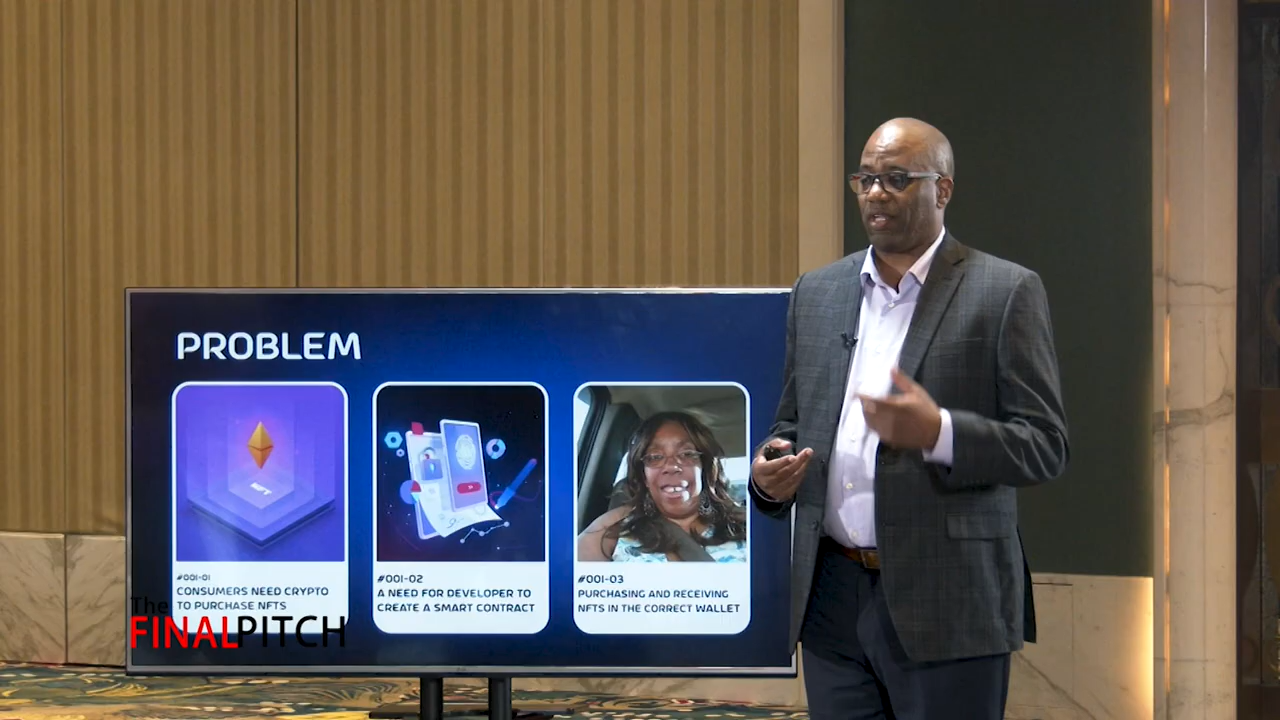 PROBLEM
NFT
#001-01
CONSUMERS NEED CRYPTO
TO PURCHASE NFTS
#001-02
A NEED FOR DEVELOPER TO
CREATE A SMART CONTRACT
#001-03
PURCHASING AND RECEIVING
NFTS IN THE CORRECT WALLET
The
FINALPITCH